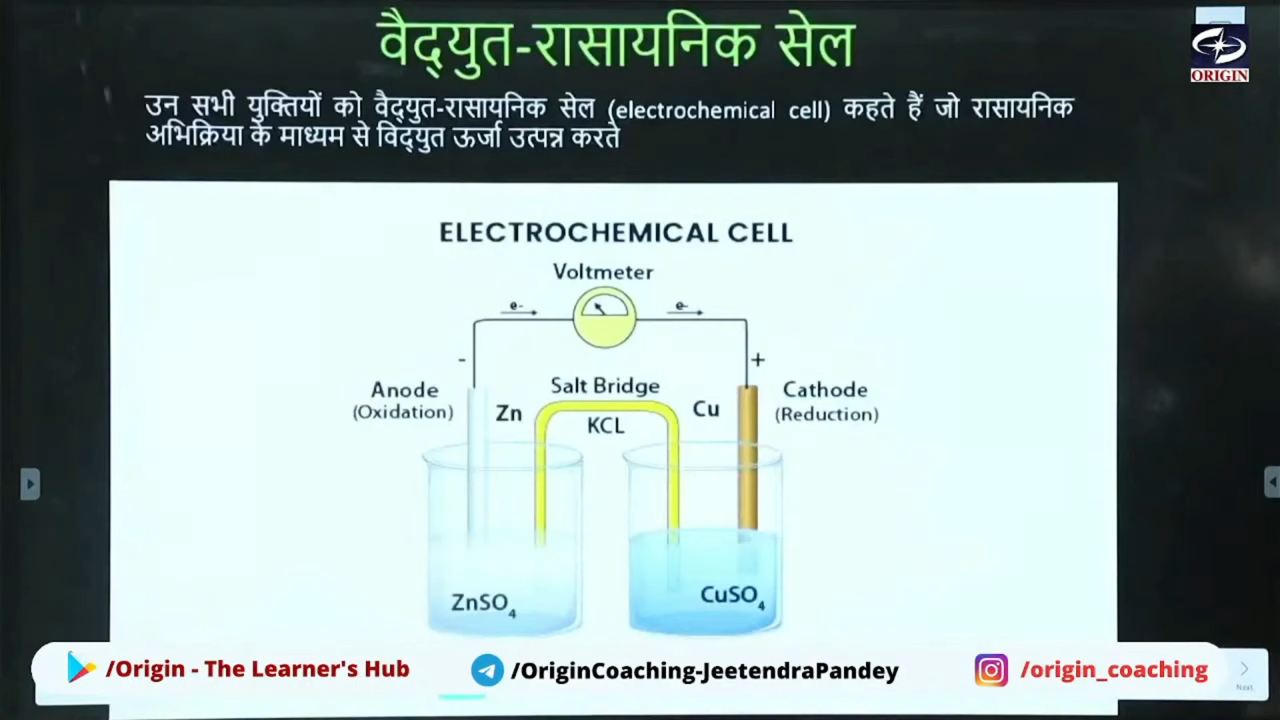 वैद्युत-रासायनिक सेल
ORIGIN
उन सभी युक्तियों को वैद्युत-रासायनिक सेल (electrochemical cell) कहते हैं जो रासायनिक
अभिक्रिया के माध्यम से विद्युत ऊर्जा उत्पन्न करते
ELECTROCHEMICAL CELL
Voltmeter
e- e-
- +
Anode
(Oxidation)
Zn
Salt Bridge
KCL
Cu
Cathode
(Reduction)
ZnSO4
CuSO4
/Origin - The Learner's Hub
/OriginCoaching-JeetendraPandey
/origin_coaching
Next